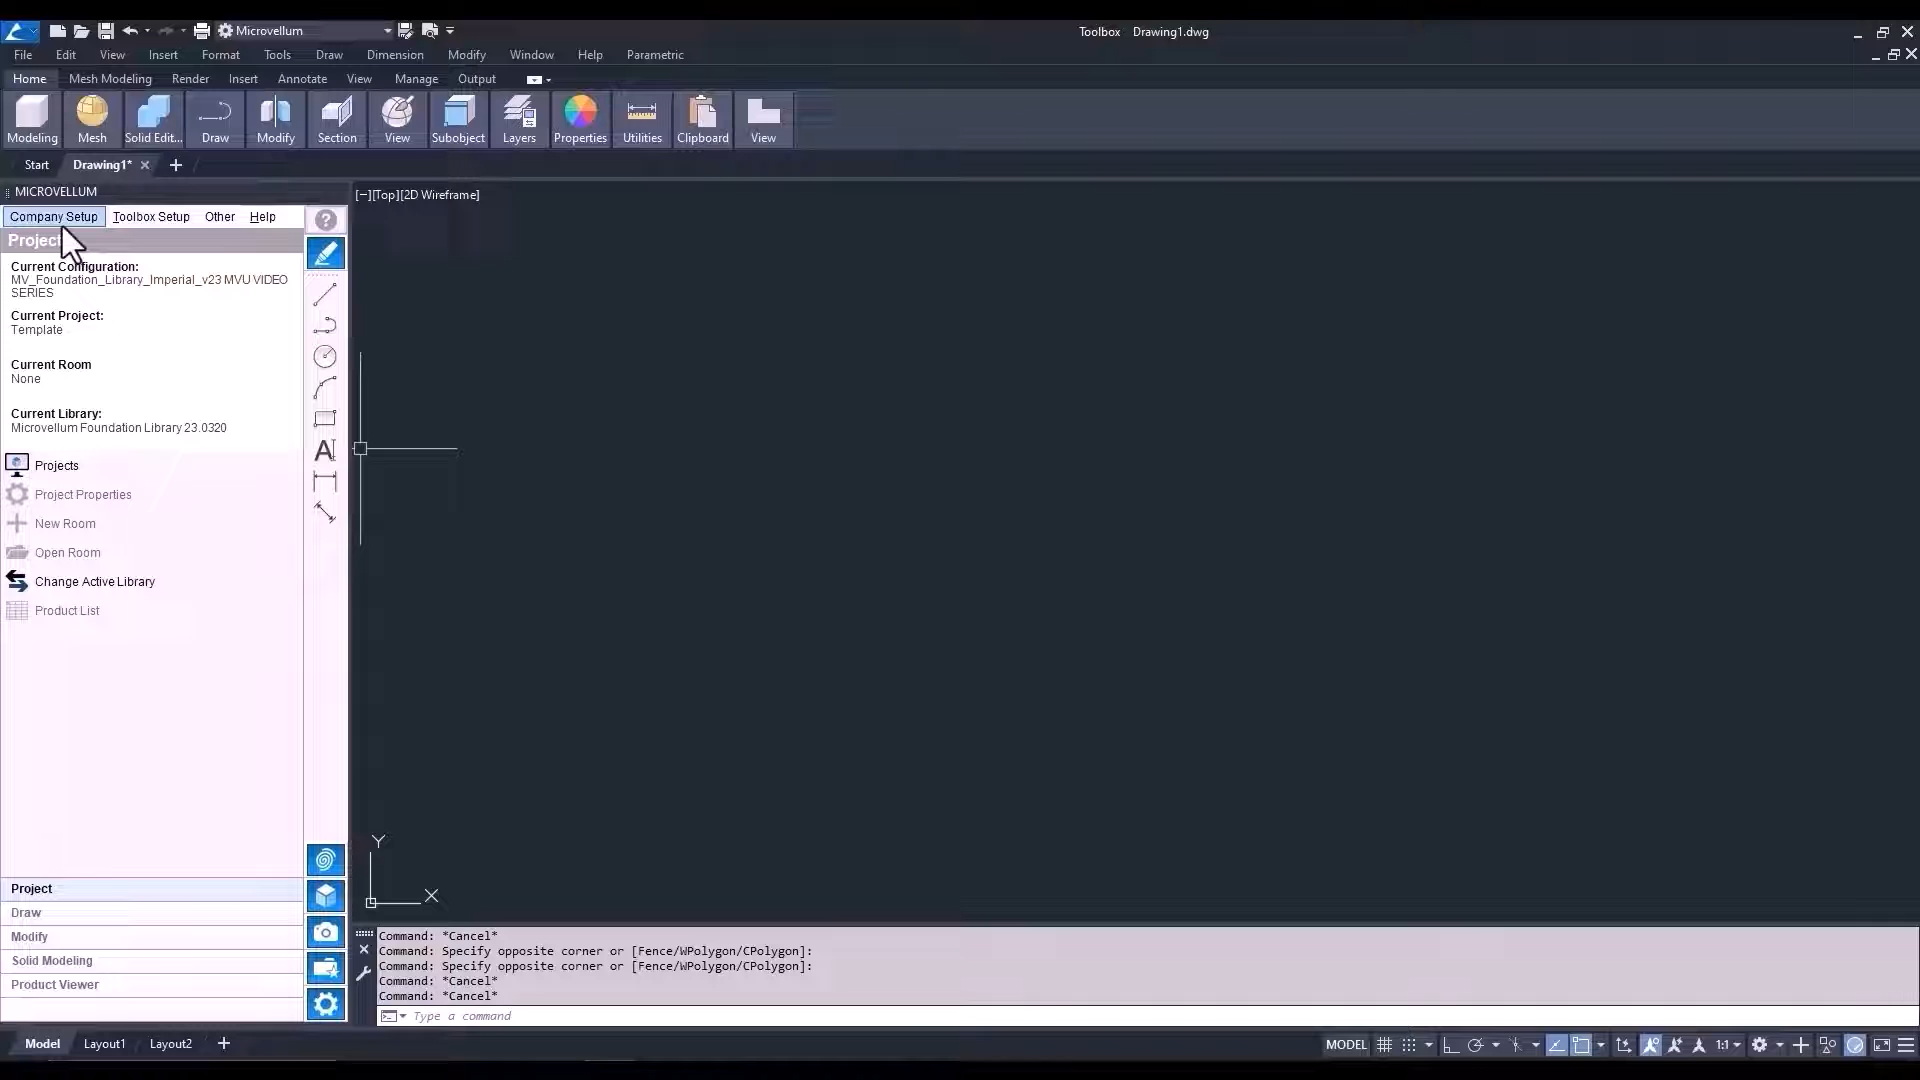 Microvellum
Toolbox Drawing1.dwg
File Edit View Insert Format Tools Draw Dimension Modify Window Help Parametric
Home Mesh Modeling Render Insert Annotate View Manage Output
Modeling Mesh Solid Edit... Draw Modify Section View Subobject Layers Properties Utilities Clipboard View
Start Drawing1*
MICROVELLUM
[−][Top][2D Wireframe]
Company Setup Toolbox Setup Other Help
Project
Current Configuration:
MV_Foundation_Library_Imperial_v23 MVU VIDEO
SERIES
Current Project:
Template
Current Room
None
Current Library:
Microvellum Foundation Library 23.0320
Projects
Project Properties
New Room
Open Room
Change Active Library
Product List
Y
X
Project
Draw
Modify
Solid Modeling
Product Viewer
Command: *Cancel*
Command: Specify opposite corner or [Fence/WPolygon/CPolygon]:
Command: Specify opposite corner or [Fence/WPolygon/CPolygon]:
Command: *Cancel*
Command: *Cancel*
Type a command
Model Layout1 Layout2
MODEL 1:1